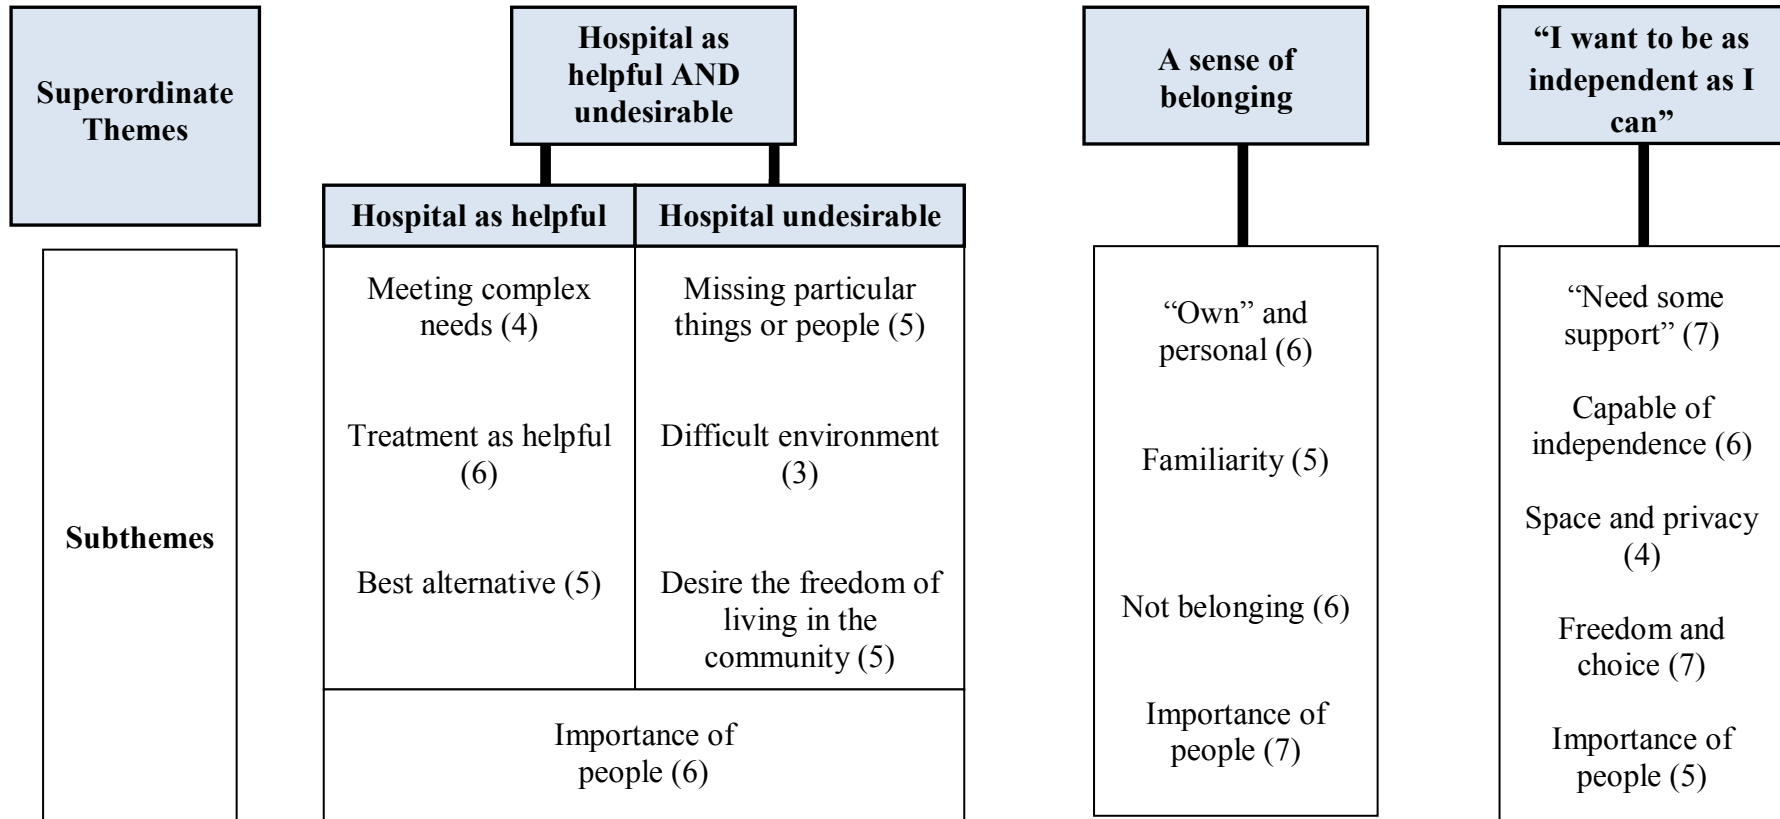 Superordinate
Themes
Hospital as
helpful AND
undesirable
A sense of
belonging
“I want to be as
independent as I
can”
Hospital as helpful
Hospital undesirable
Subthemes
Meeting complex
needs (4)
Treatment as helpful
(6)
Best alternative (5)
Missing particular
things or people (5)
Difficult environment
(3)
Desire the freedom of
living in the
community (5)
Importance of
people (6)
“Own” and
personal (6)
Familiarity (5)
Not belonging (6)
Importance of
people (7)
“Need some
support” (7)
Capable of
independence (6)
Space and privacy
(4)
Freedom and
choice (7)
Importance of
people (5)